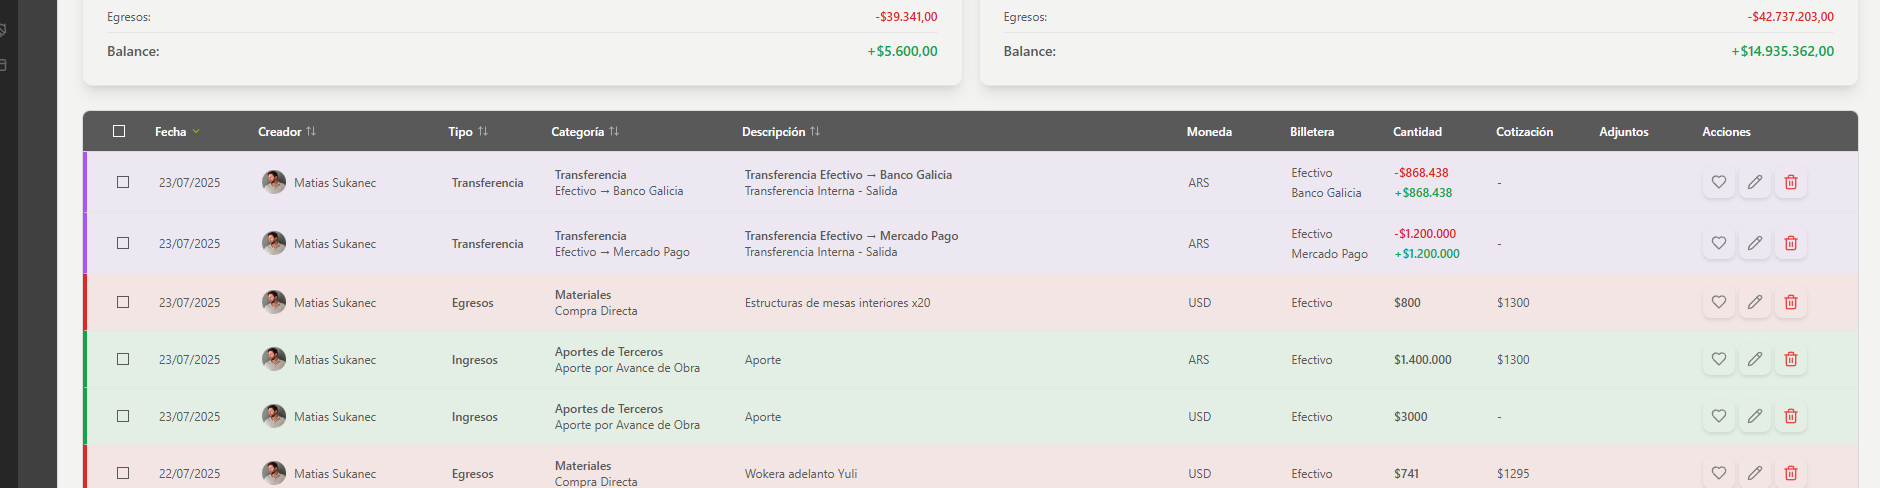 Egresos: -$39.341,00
Balance: +$5.600,00
Egresos: -$42.737.203,00
Balance: +$14.935.362,00
Fecha Creador Tipo Categoría Descripción Moneda Billetera Cantidad Cotización Adjuntos Acciones
23/07/2025 Matias Sukanec Transferencia Transferencia Transferencia Efectivo → Banco Galicia ARS Efectivo -$868.438 -
Efectivo → Banco Galicia Transferencia Interna - Salida Banco Galicia +$868.438
23/07/2025 Matias Sukanec Transferencia Transferencia Transferencia Efectivo → Mercado Pago ARS Efectivo -$1.200.000 -
Efectivo → Mercado Pago Transferencia Interna - Salida Mercado Pago +$1.200.000
23/07/2025 Matias Sukanec Egresos Materiales Estructuras de mesas interiores x20 USD Efectivo $800 $1300
Compra Directa
23/07/2025 Matias Sukanec Ingresos Aportes de Terceros Aporte ARS Efectivo $1.400.000 $1300
Aporte por Avance de Obra
23/07/2025 Matias Sukanec Ingresos Aportes de Terceros Aporte USD Efectivo $3000 -
Aporte por Avance de Obra
22/07/2025 Matias Sukanec Egresos Materiales Wokera adelanto Yuli USD Efectivo $741 $1295
Compra Directa